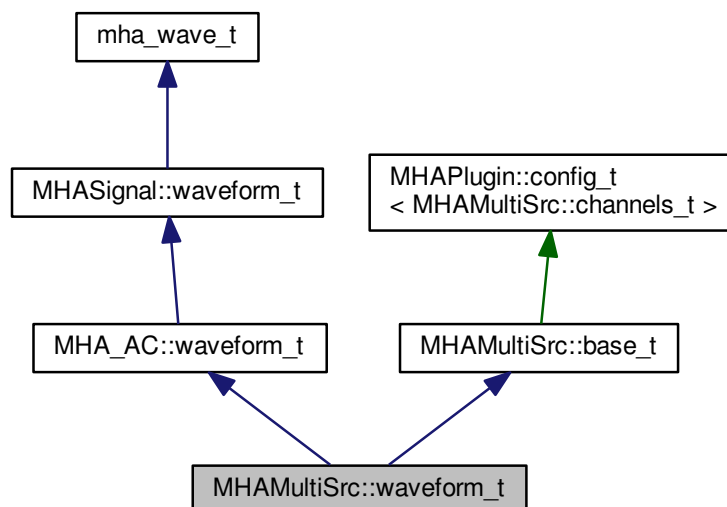 mha_wave_t
MHASignal::waveform_t
MHAPlugin::config_t
< MHAMultiSrc::channels_t >
MHA_AC::waveform_t
MHAMultiSrc::base_t
MHAMultiSrc::waveform_t